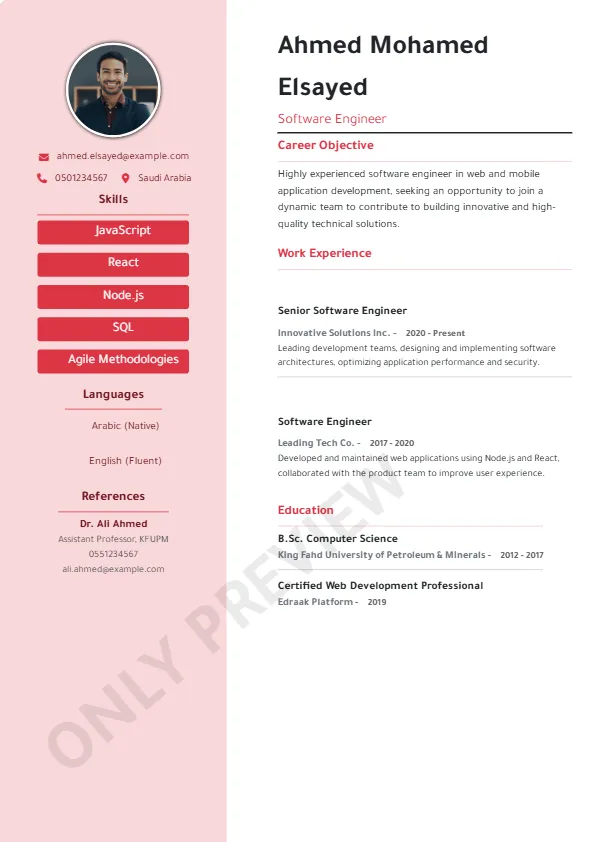 ahmed.elsayed@example.com
0501234567 Saudi Arabia
Skills
JavaScript
React
Node.js
SQL
Agile Methodologies
Languages
Arabic (Native)
English (Fluent)
References
Dr. Ali Ahmed
Assistant Professor, KFUPM
0551234567
ali.ahmed@example.com
Ahmed Mohamed
Elsayed
Software Engineer
Career Objective
Highly experienced software engineer in web and mobile
application development, seeking an opportunity to join a
dynamic team to contribute to building innovative and high-
quality technical solutions.
Work Experience
Senior Software Engineer
Innovative Solutions Inc. - 2020 - Present
Leading development teams, designing and implementing software
architectures, optimizing application performance and security.
Software Engineer
Leading Tech Co. - 2017 - 2020
Developed and maintained web applications using Node.js and React,
collaborated with the product team to improve user experience.
Education
B.Sc. Computer Science
King Fahd University of Petroleum & Minerals - 2012 - 2017
Certified Web Development Professional
Edraak Platform - 2019
ONLY PREVIEW